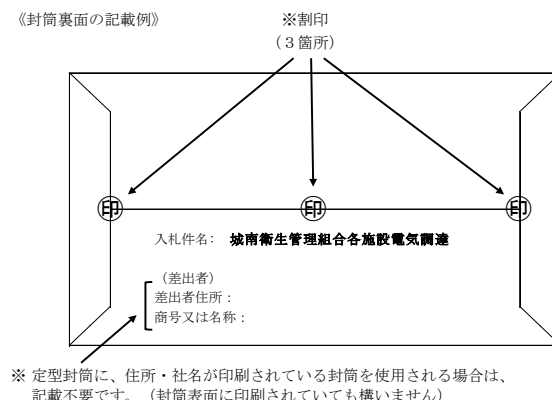 《封筒裏面の記載例》
※割印
(3箇所)
印 印 印
入札件名： 城南衛生管理組合各施設電気調達
(差出者)
差出者住所：
商号又は名称：
※ 定型封筒に、住所・社名が印刷されている封筒を使用される場合は、
記載不要です。（封筒表面に印刷されていても構いません）